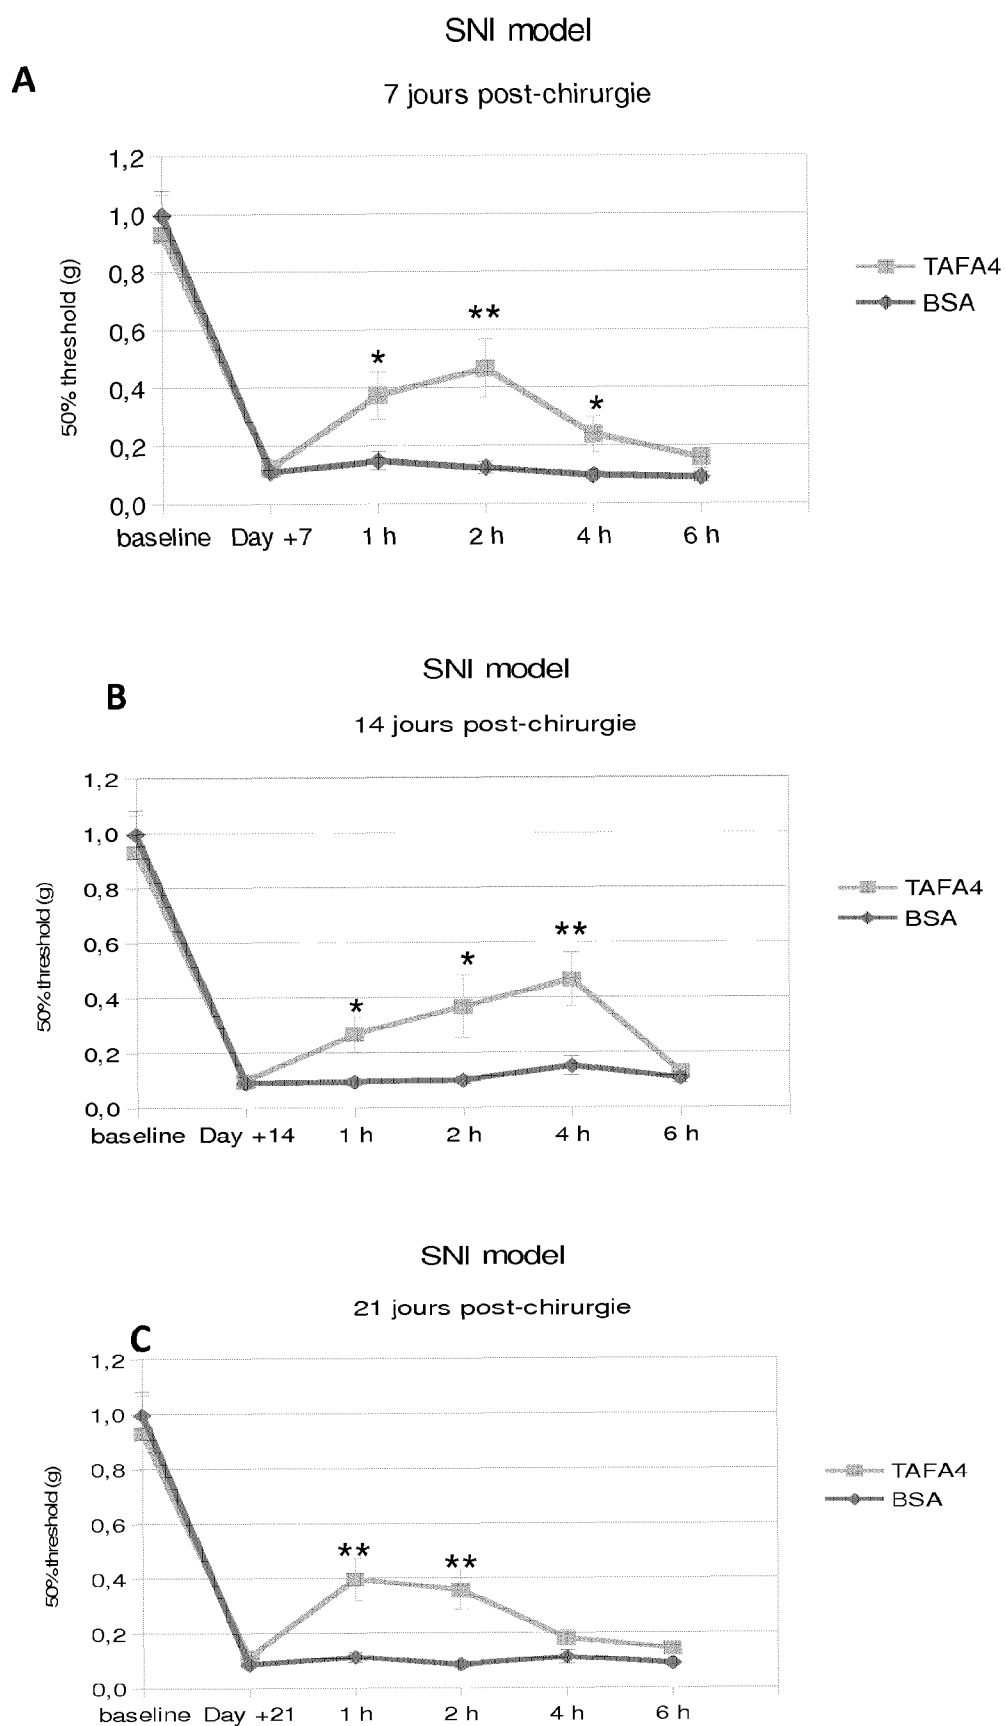 SNI model
A
7 jours post-chirurgie
1,2
1,0
0,8
0,6
0,4
0,2
0,0
50% threshold (g)
*
**
*
TAFA4
BSA
baseline Day +7 1 h 2 h 4 h 6 h
SNI model
B
14 jours post-chirurgie
1,2
1,0
0,8
0,6
0,4
0,2
0,0
50% threshold (g)
*
*
**
TAFA4
BSA
baseline Day +14 1 h 2 h 4 h 6 h
SNI model
21 jours post-chirurgie
C
1,2
1,0
0,8
0,6
0,4
0,2
0,0
50% threshold (g)
**
**
TAFA4
BSA
baseline Day +21 1 h 2 h 4 h 6 h